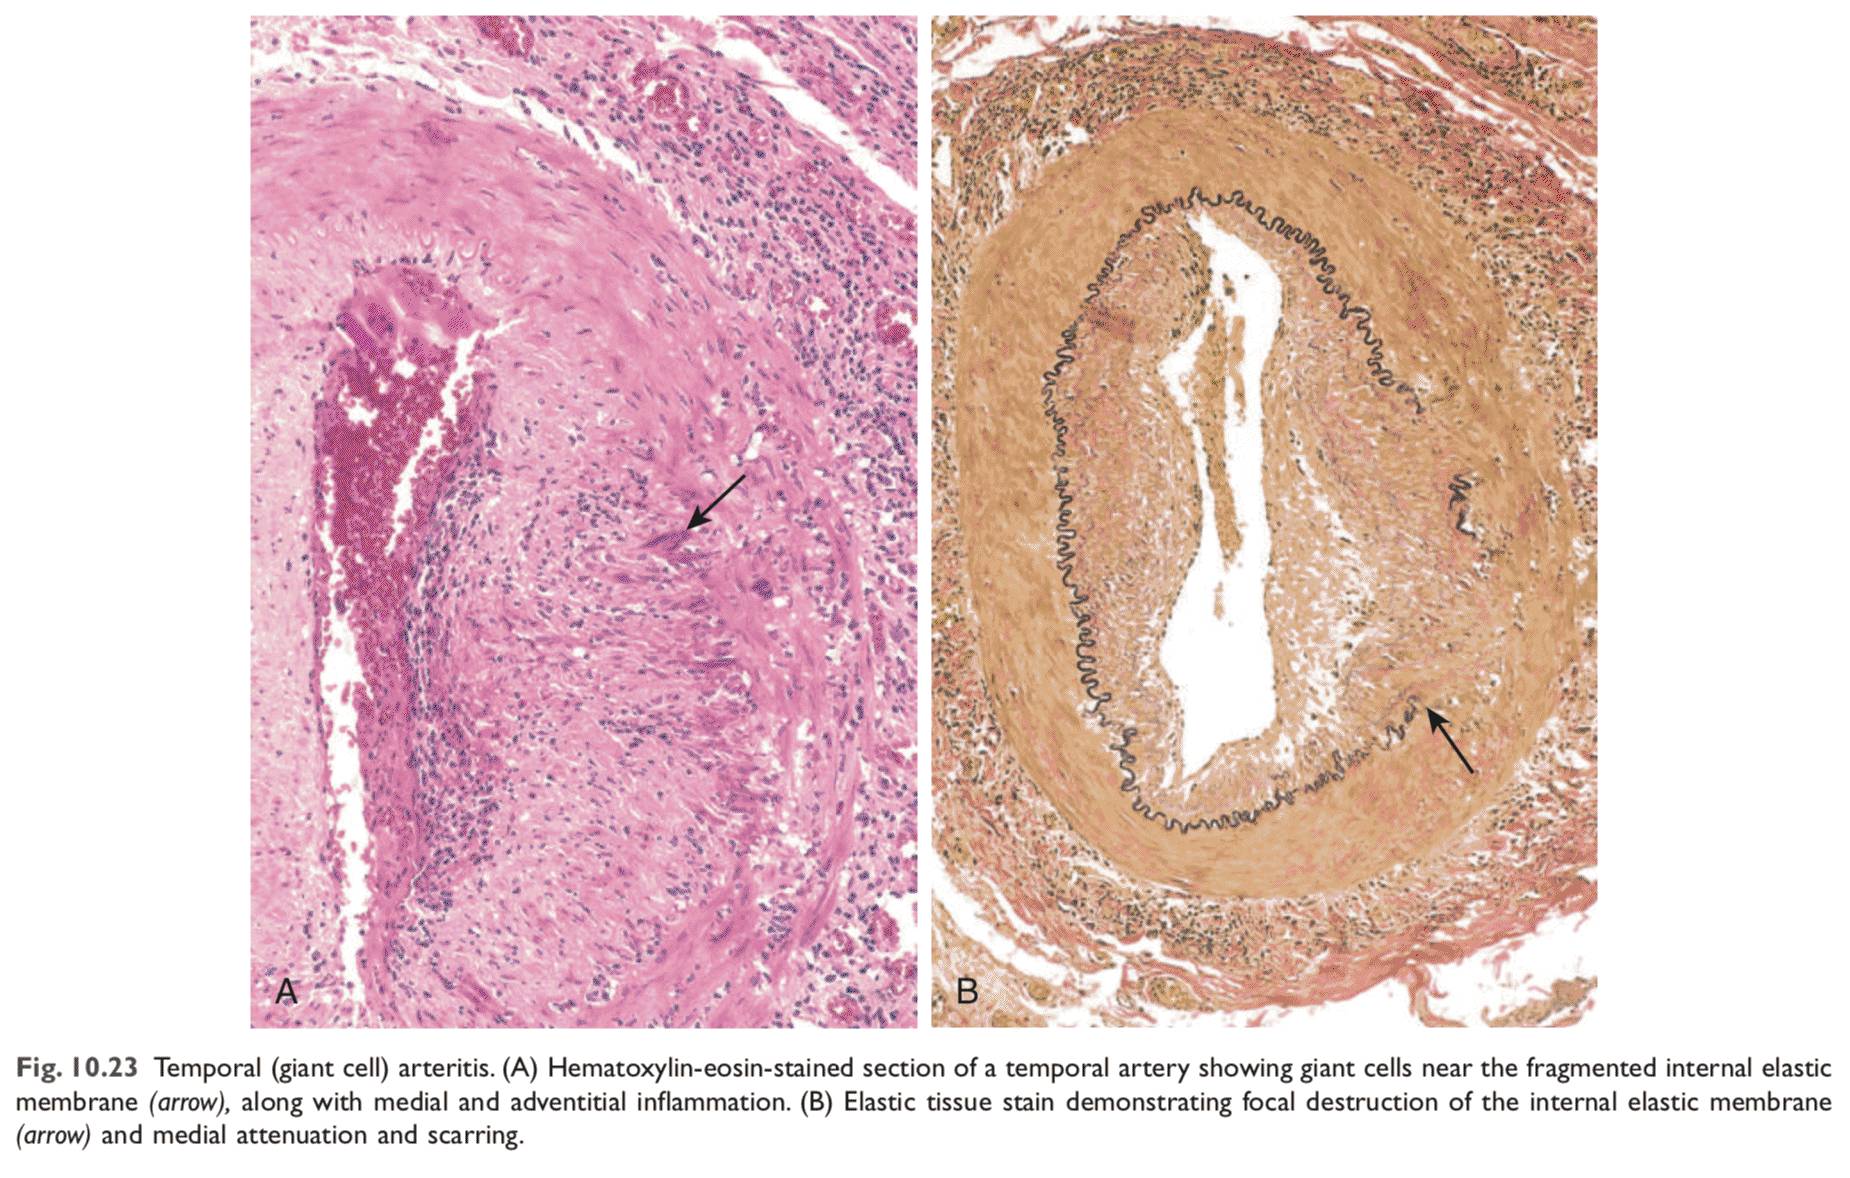 A
B
Fig. 10.23 Temporal (giant cell) arteritis. (A) Hematoxylin-eosin-stained section of a temporal artery showing giant cells near the fragmented internal elastic
membrane (arrow), along with medial and adventitial inflammation. (B) Elastic tissue stain demonstrating focal destruction of the internal elastic membrane
(arrow) and medial attenuation and scarring.